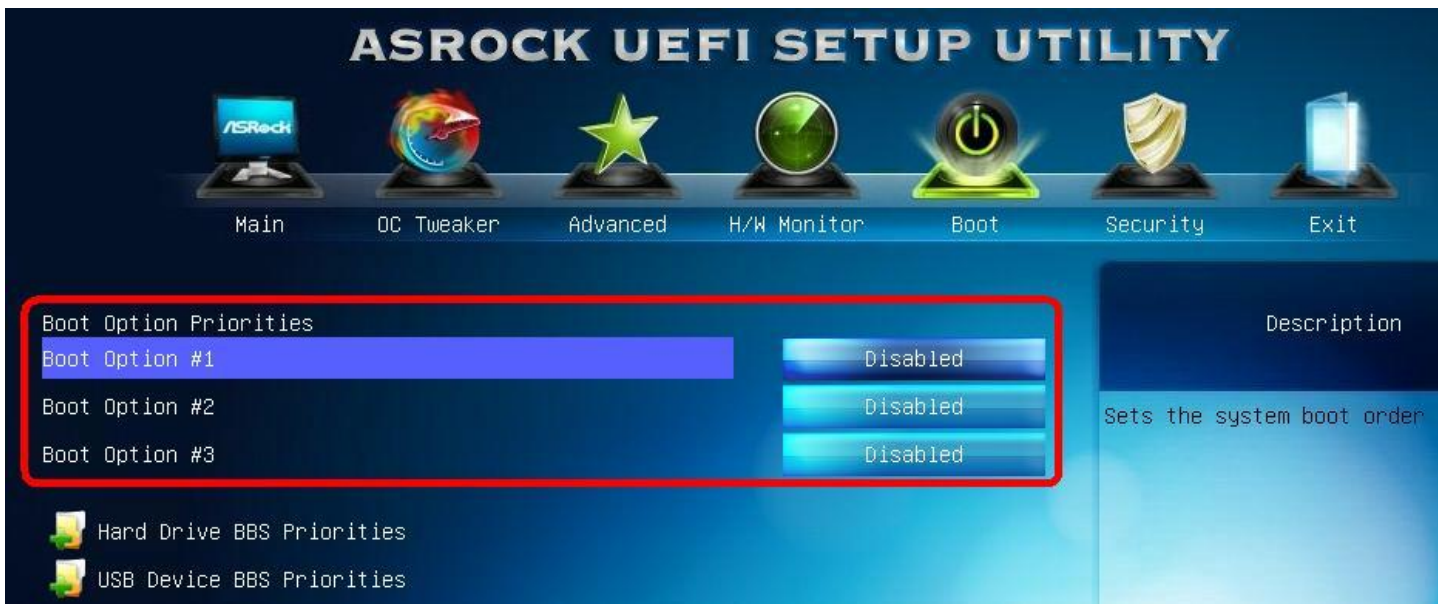 ASROCK UEFI SETUP UTILITY
ASRock
Main OC Tweaker Advanced H/W Monitor Boot Security Exit
Boot Option Priorities
Boot Option #1 Disabled
Boot Option #2 Disabled
Boot Option #3 Disabled
Hard Drive BBS Priorities
USB Device BBS Priorities
Description
Sets the system boot order